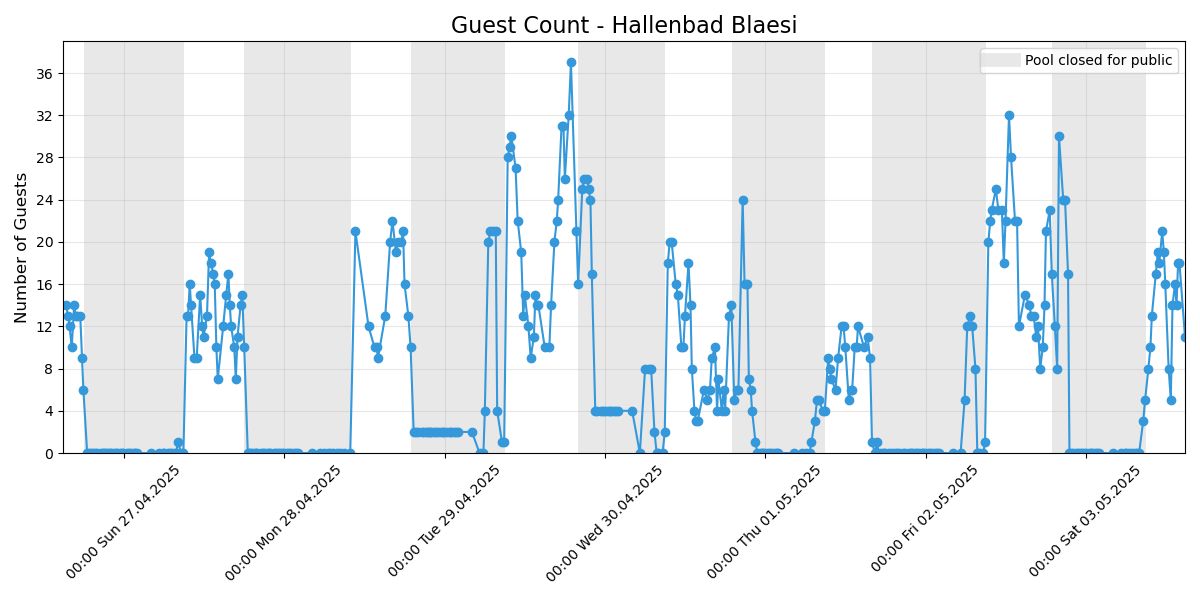 Guest Count - Hallenbad Blaesi
Pool closed for public
Number of Guests
36
32
28
24
20
16
12
8
4
0
00:00 Sun 27.04.2025
00:00 Mon 28.04.2025
00:00 Tue 29.04.2025
00:00 Wed 30.04.2025
00:00 Thu 01.05.2025
00:00 Fri 02.05.2025
00:00 Sat 03.05.2025